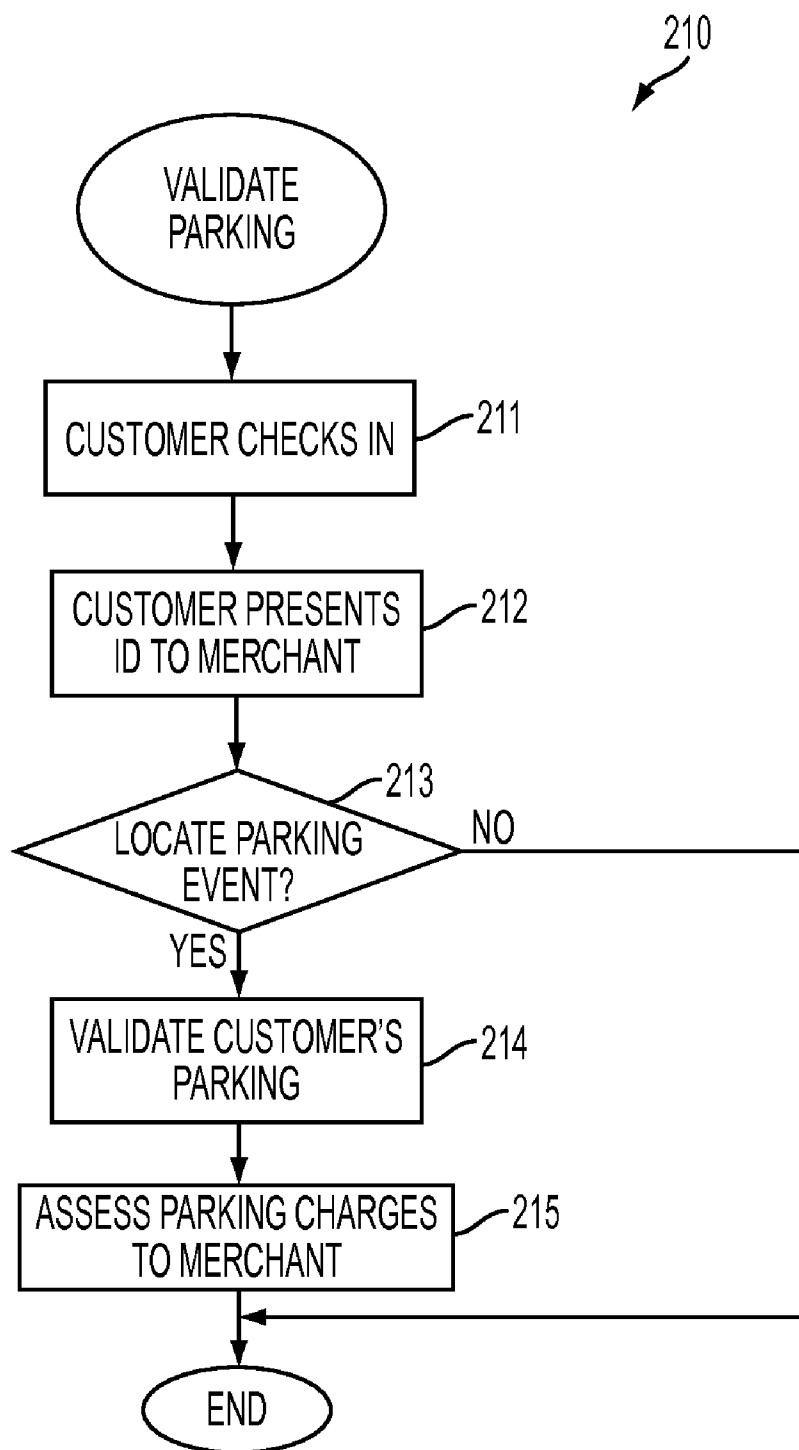 210
VALIDATE
PARKING
CUSTOMER CHECKS IN
211
CUSTOMER PRESENTS
ID TO MERCHANT
212
213
LOCATE PARKING
EVENT?
NO
YES
VALIDATE CUSTOMER'S
PARKING
214
ASSESS PARKING CHARGES
TO MERCHANT
215
END